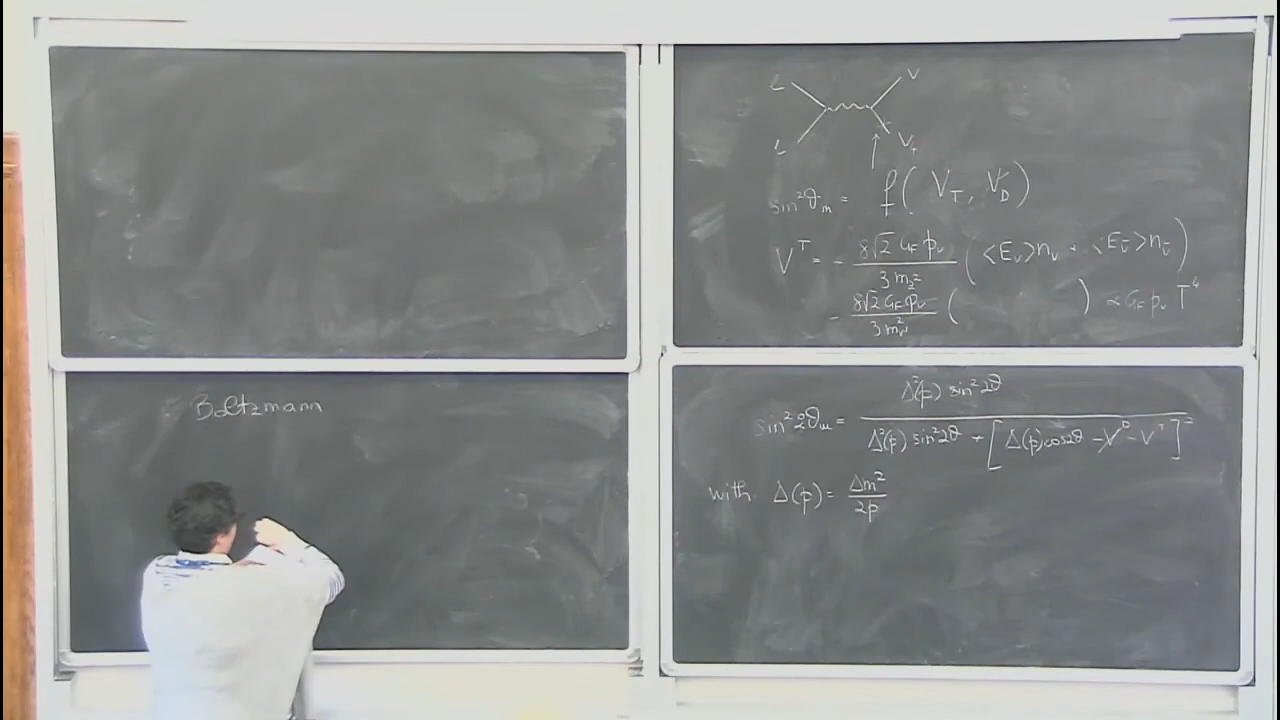 Boltzmann
L ν
L ν₊
sin²θ_m = f( V_T, V_D )
V^T = - 8√2 G_F p_ν / 3 m_z² ( <E_ν> n_ν + <E_ν̄> n_ν̄ )
- 8√2 G_F p_ν / 3 m_W² ( ) ∝ G_F p_ν T⁴
sin²2θ_m = Δ²(p) sin²2θ / Δ²(p) sin²2θ + [ Δ(p) cos2θ - V^D - V^T ]²
with Δ(p) = Δm² / 2p